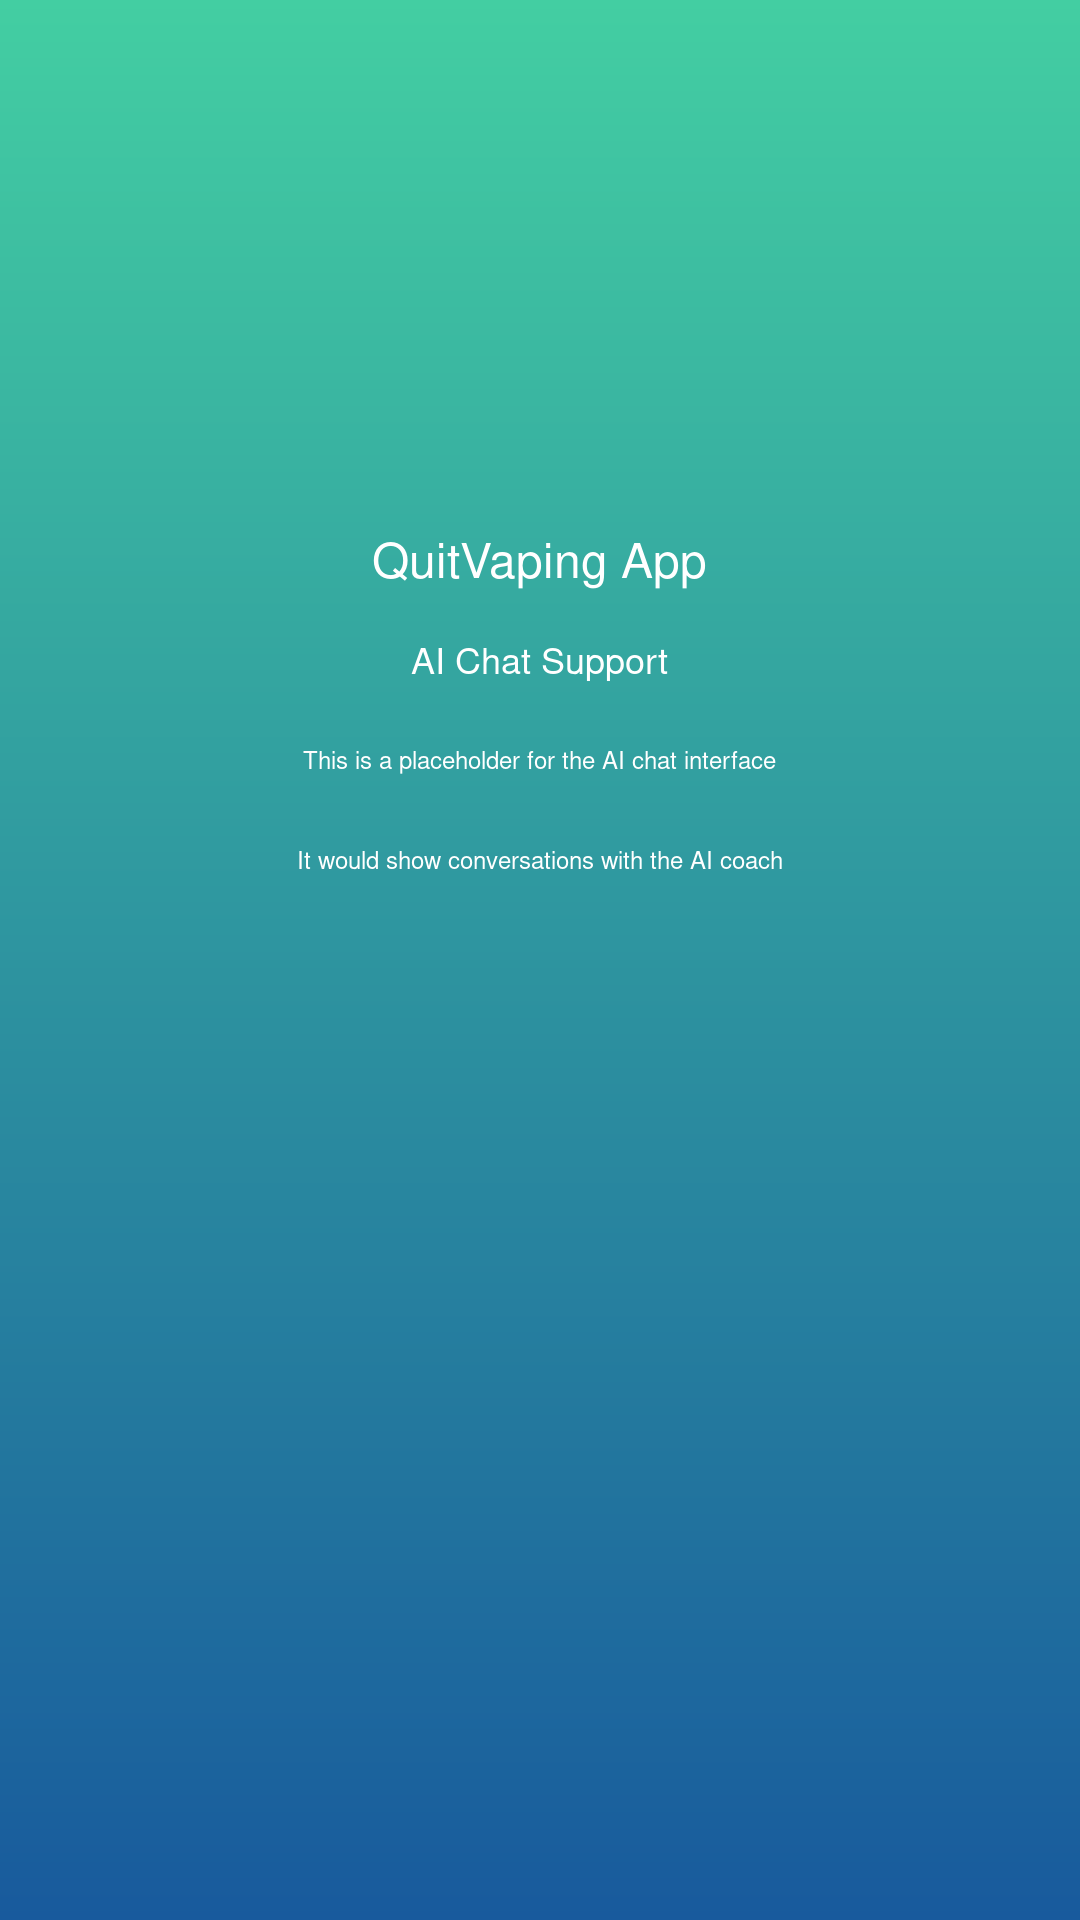 QuitVaping App
AI Chat Support
This is a placeholder for the AI chat interface
It would show conversations with the AI coach